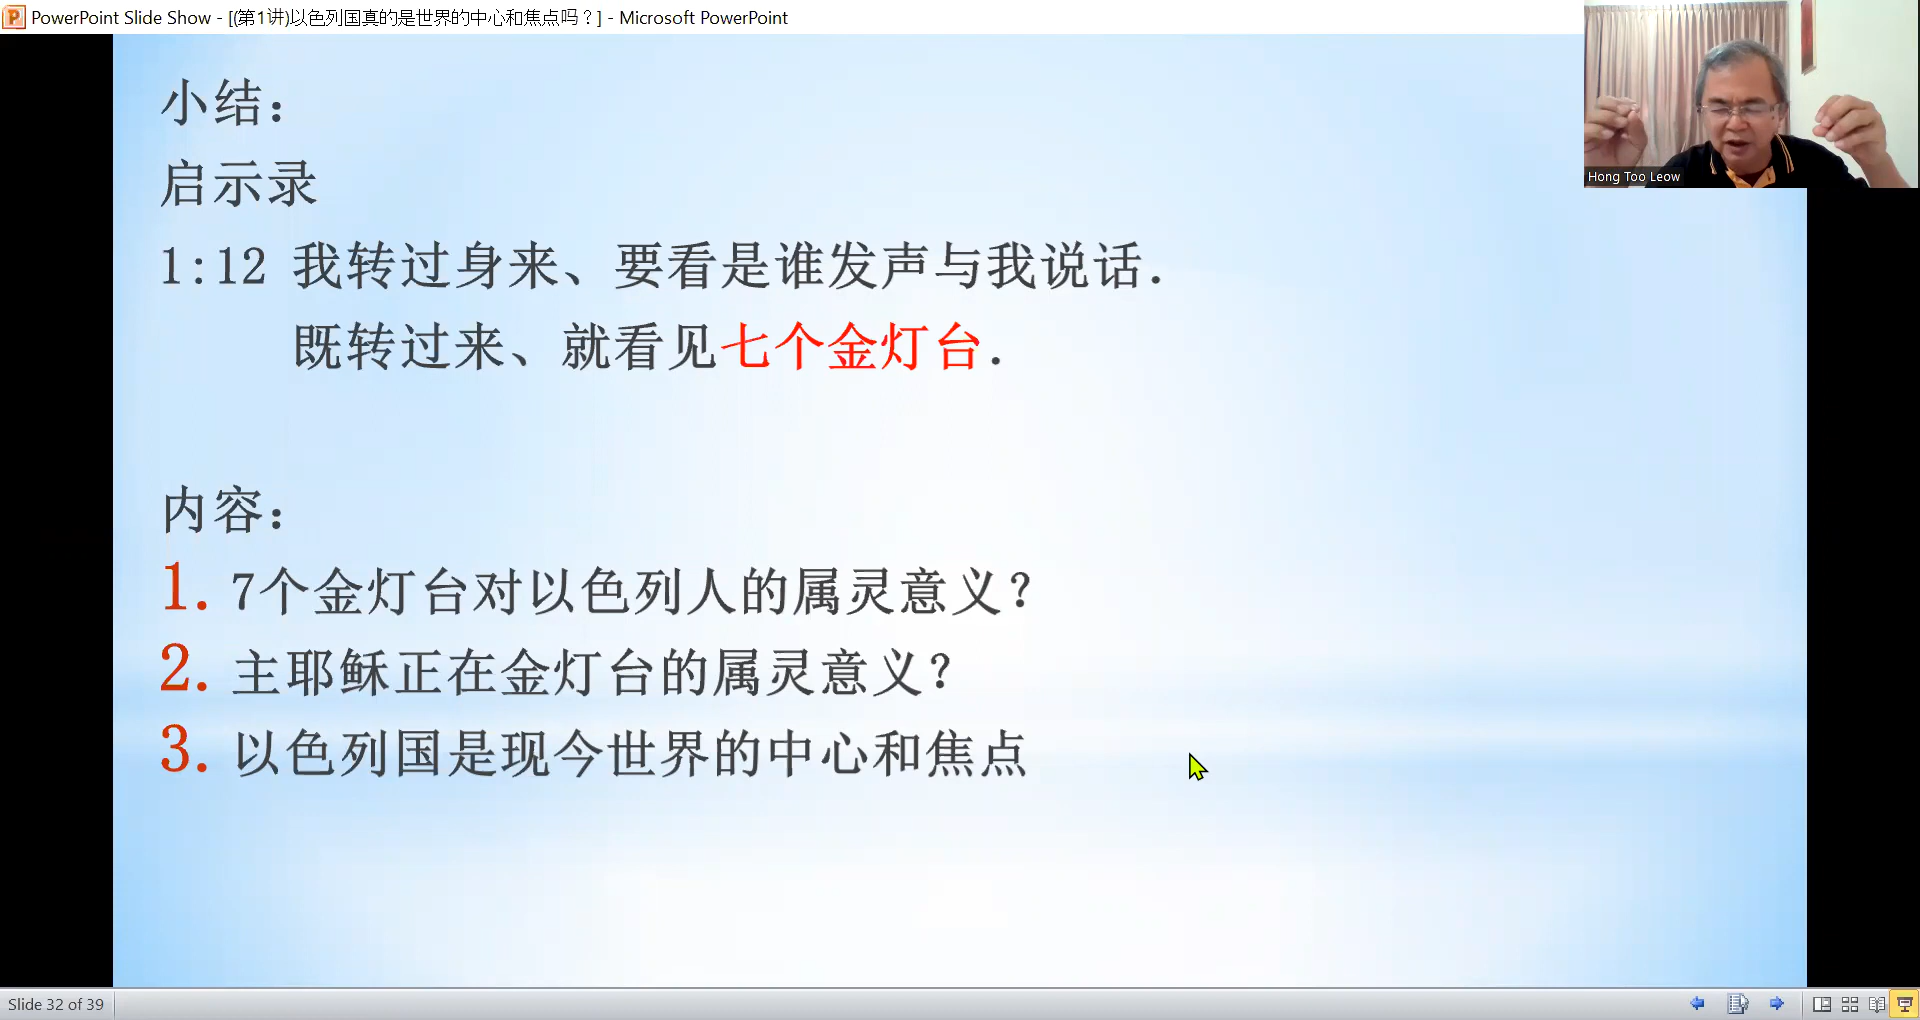 PowerPoint Slide Show - [(第1讲)以色列国真的是世界的中心和焦点吗？] - Microsoft PowerPoint
Hong Too Leow
小结：
启示录
1:12 我转过身来、要看是谁发声与我说话．
既转过来、就看见七个金灯台．
内容：
1. 7个金灯台对以色列人的属灵意义？
2. 主耶稣正在金灯台的属灵意义？
3. 以色列国是现今世界的中心和焦点
Slide 32 of 39